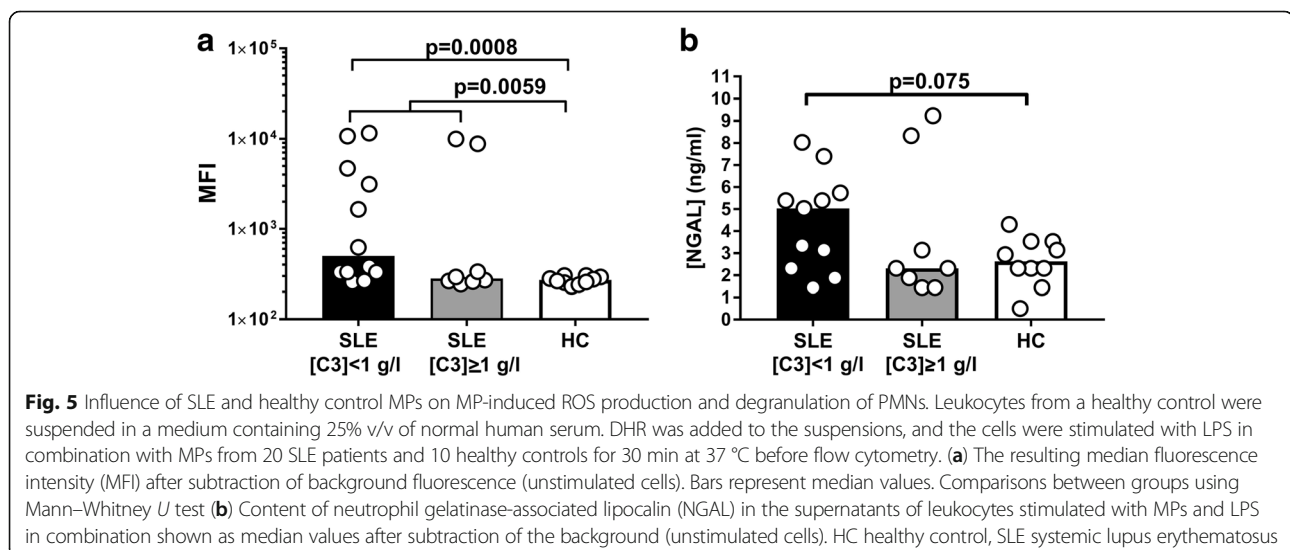 a
b
1×10⁵
1×10⁴
1×10³
1×10²
MFI
p=0.0008
p=0.0059
SLE
[C3]<1 g/l
SLE
[C3]≥1 g/l
HC
[NGAL] (ng/ml)
11
10
9
8
7
6
5
4
3
2
1
0
p=0.075
SLE
[C3]<1 g/l
SLE
[C3]≥1 g/l
HC
Fig. 5 Influence of SLE and healthy control MPs on MP-induced ROS production and degranulation of PMNs. Leukocytes from a healthy control were
suspended in a medium containing 25% v/v of normal human serum. DHR was added to the suspensions, and the cells were stimulated with LPS in
combination with MPs from 20 SLE patients and 10 healthy controls for 30 min at 37 °C before flow cytometry. (a) The resulting median fluorescence
intensity (MFI) after subtraction of background fluorescence (unstimulated cells). Bars represent median values. Comparisons between groups using
Mann–Whitney U test (b) Content of neutrophil gelatinase-associated lipocalin (NGAL) in the supernatants of leukocytes stimulated with MPs and LPS
in combination shown as median values after subtraction of the background (unstimulated cells). HC healthy control, SLE systemic lupus erythematosus